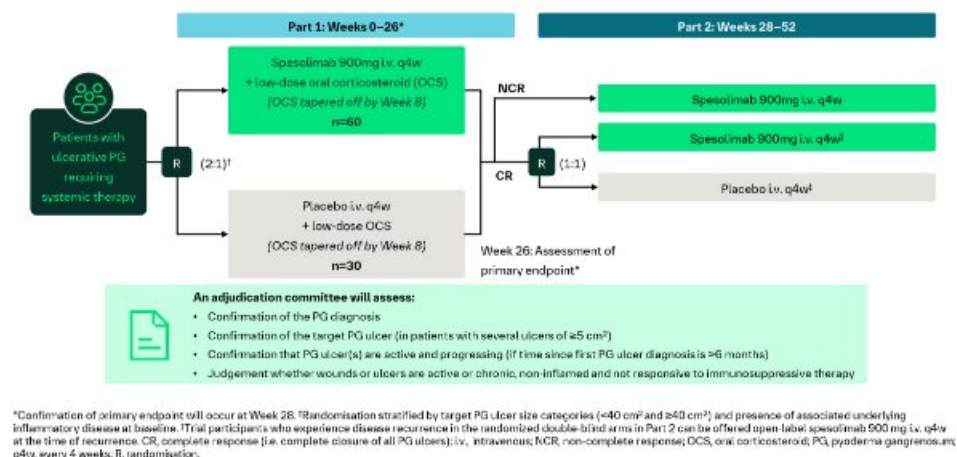 Part 1: Weeks 0–26*
Part 2: Weeks 28–52
Patients with
ulcerative PG
requiring
systemic therapy
R
(2:1)†
Spesolimab 900mg i.v. q4w
+ low-dose oral corticosteroid (OCS)
(OCS tapered off by Week 8)
n=60
Placebo i.v. q4w
+ low-dose OCS
(OCS tapered off by Week 8)
n=30
NCR
CR
R
(1:1)
Spesolimab 900mg i.v. q4w
Spesolimab 900mg i.v. q4w‡
Placebo i.v. q4w‡
Week 26: Assessment of
primary endpoint*
An adjudication committee will assess:
• Confirmation of the PG diagnosis
• Confirmation of the target PG ulcer (in patients with several ulcers of ≥5 cm²)
• Confirmation that PG ulcer(s) are active and progressing (if time since first PG ulcer diagnosis is >6 months)
• Judgement whether wounds or ulcers are active or chronic, non-inflamed and not responsive to immunosuppressive therapy
*Confirmation of primary endpoint will occur at Week 28. †Randomisation stratified by target PG ulcer size categories (<40 cm² and ≥40 cm²) and presence of associated underlying
inflammatory disease at baseline. ‡Trial participants who experience disease recurrence in the randomized double-blind arms in Part 2 can be offered open-label spesolimab 900 mg i.v. q4w
at the time of recurrence. CR, complete response (i.e. complete closure of all PG ulcers); i.v., intravenous; NCR, non-complete response; OCS, oral corticosteroid; PG, pyoderma gangrenosum;
q4w, every 4 weeks; R, randomisation.